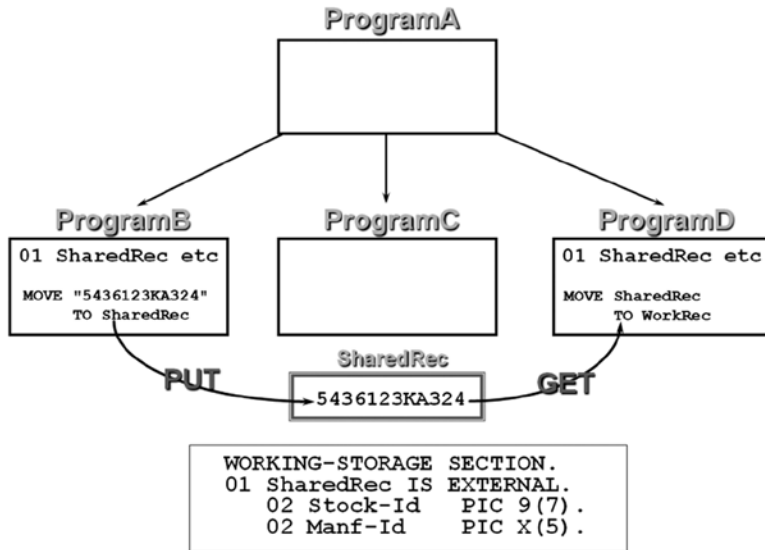 ProgramA
ProgramB
ProgramC
ProgramD
01 SharedRec etc
MOVE "5436123KA324"
TO SharedRec
01 SharedRec etc
MOVE SharedRec
TO WorkRec
PUT
SharedRec
GET
5436123KA324
WORKING-STORAGE SECTION.
01 SharedRec IS EXTERNAL.
02 Stock-Id PIC 9(7).
02 Manf-Id PIC X(5).